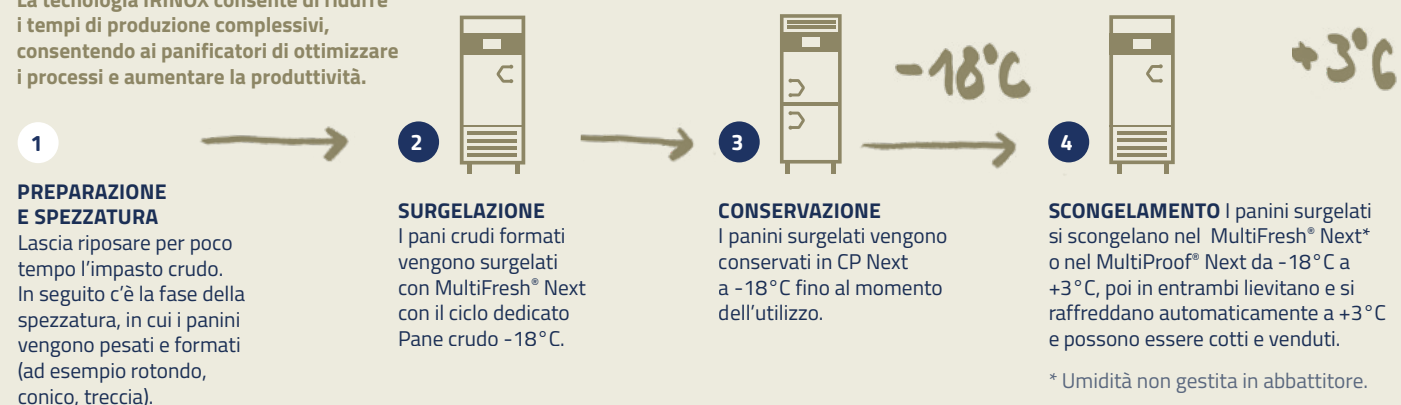 La tecnologia IRINOX consente di ridurre
i tempi di produzione complessivi,
consentendo ai panificatori di ottimizzare
i processi e aumentare la produttività.
-18°C
+3°C
1
2
3
4
PREPARAZIONE
E SPEZZATURA
Lascia riposare per poco
tempo l'impasto crudo.
In seguito c'è la fase della
spezzatura, in cui i panini
vengono pesati e formati
(ad esempio rotondo,
conico, treccia).
SURGELAZIONE
I pani crudi formati
vengono surgelati
con MultiFresh® Next
con il ciclo dedicato
Pane crudo -18°C.
CONSERVAZIONE
I panini surgelati vengono
conservati in CP Next
a -18°C fino al momento
dell'utilizzo.
SCONGELAMENTO I panini surgelati
si scongelano nel MultiFresh® Next*
o nel MultiProof® Next da -18°C a
+3°C, poi in entrambi lievitano e si
raffreddano automaticamente a +3°C
e possono essere cotti e venduti.
* Umidità non gestita in abbattitore.